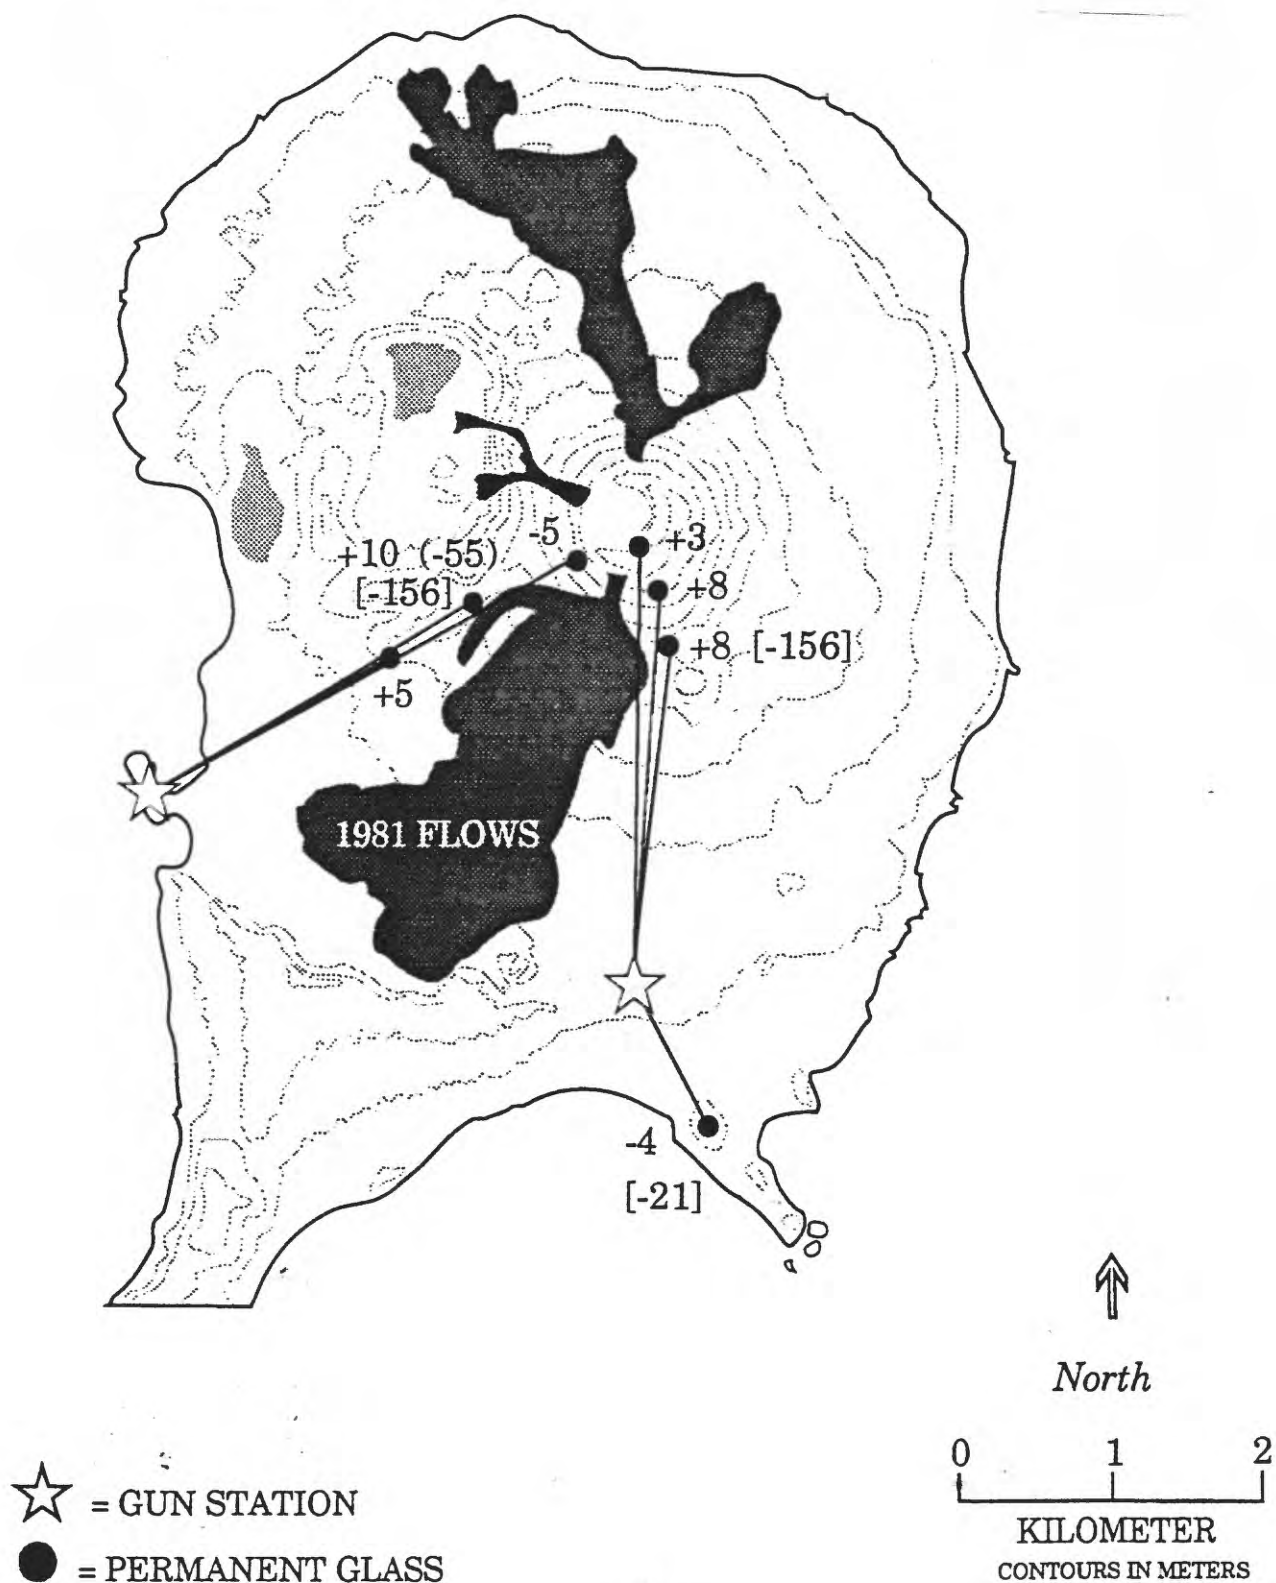 -5
+3
+10 (-55)
[-156]
+8
+8 [-156]
+5
1981 FLOWS
-4
[-21]
North
0 1 2
KILOMETER
CONTOURS IN METERS
= GUN STATION
= PERMANENT GLASS